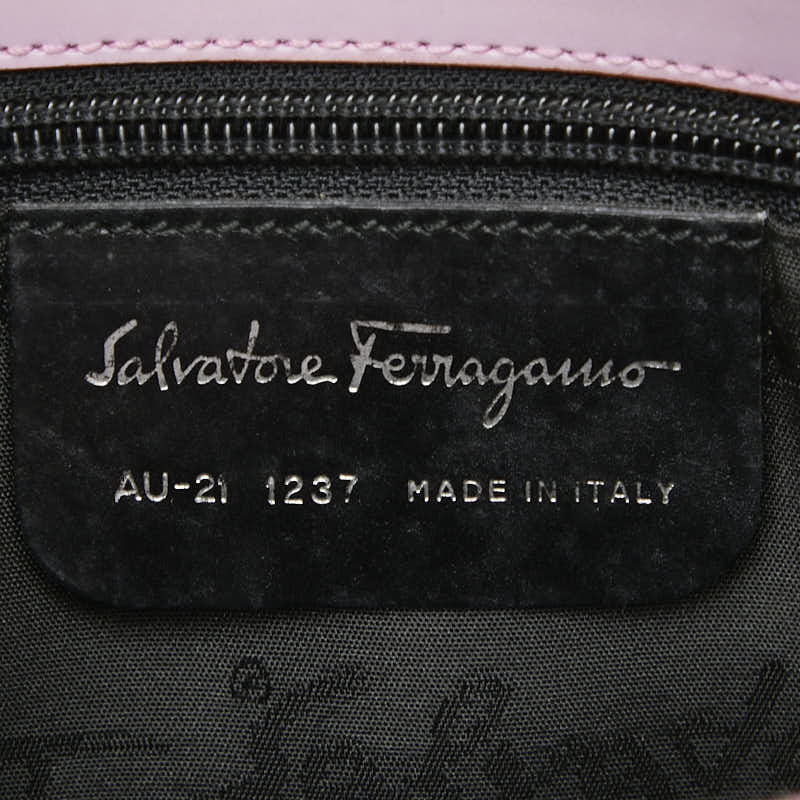 Salvatore Ferragamo
AU-21 1237 MADE IN ITALY
®